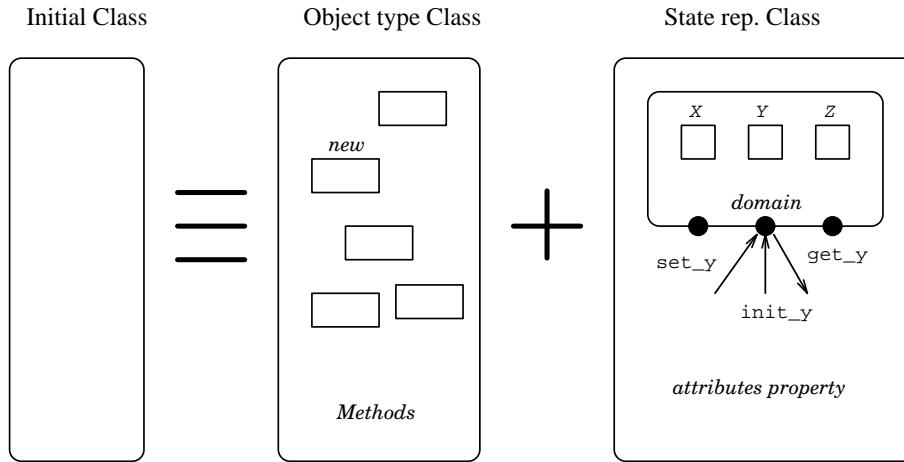 Initial Class
Object type Class
State rep. Class
new
Methods
X
Y
Z
domain
set_y
get_y
init_y
attributes property